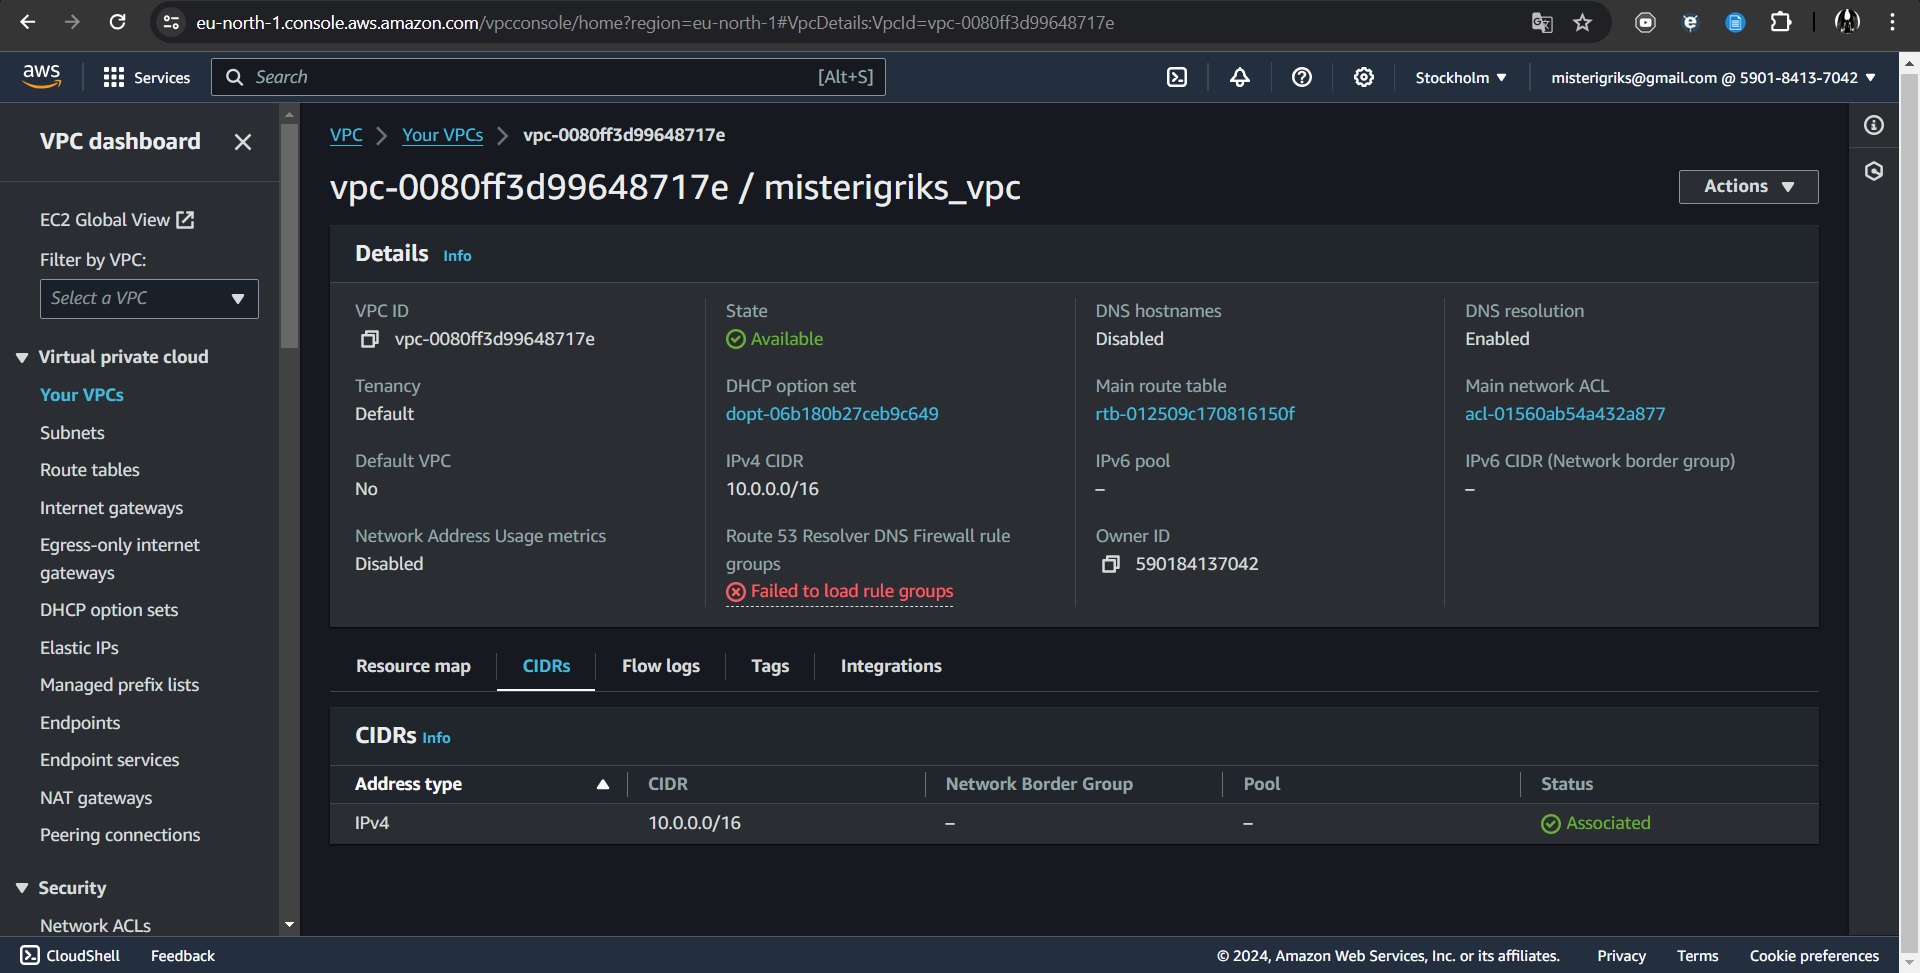 eu-north-1.console.aws.amazon.com/vpcconsole/home?region=eu-north-1#VpcDetails:VpcId=vpc-0080ff3d99648717e
aws
Services
Search
[Alt+S]
Stockholm
misterigriks@gmail.com @ 5901-8413-7042
VPC dashboard
EC2 Global View
Filter by VPC:
Select a VPC
Virtual private cloud
Your VPCs
Subnets
Route tables
Internet gateways
Egress-only internet
gateways
DHCP option sets
Elastic IPs
Managed prefix lists
Endpoints
Endpoint services
NAT gateways
Peering connections
Security
Network ACLs
VPC > Your VPCs > vpc-0080ff3d99648717e
vpc-0080ff3d99648717e / misterigriks_vpc
Actions
Details Info
VPC ID
vpc-0080ff3d99648717e
State
Available
DNS hostnames
Disabled
DNS resolution
Enabled
Tenancy
Default
DHCP option set
dopt-06b180b27ceb9c649
Main route table
rtb-012509c170816150f
Main network ACL
acl-01560ab54a432a877
Default VPC
No
IPv4 CIDR
10.0.0.0/16
IPv6 pool
–
IPv6 CIDR (Network border group)
–
Network Address Usage metrics
Disabled
Route 53 Resolver DNS Firewall rule
groups
Failed to load rule groups
Owner ID
590184137042
Resource map
CIDRs
Flow logs
Tags
Integrations
CIDRs Info
Address type CIDR Network Border Group Pool Status
IPv4 10.0.0.0/16 – – Associated
CloudShell
Feedback
© 2024, Amazon Web Services, Inc. or its affiliates.
Privacy
Terms
Cookie preferences